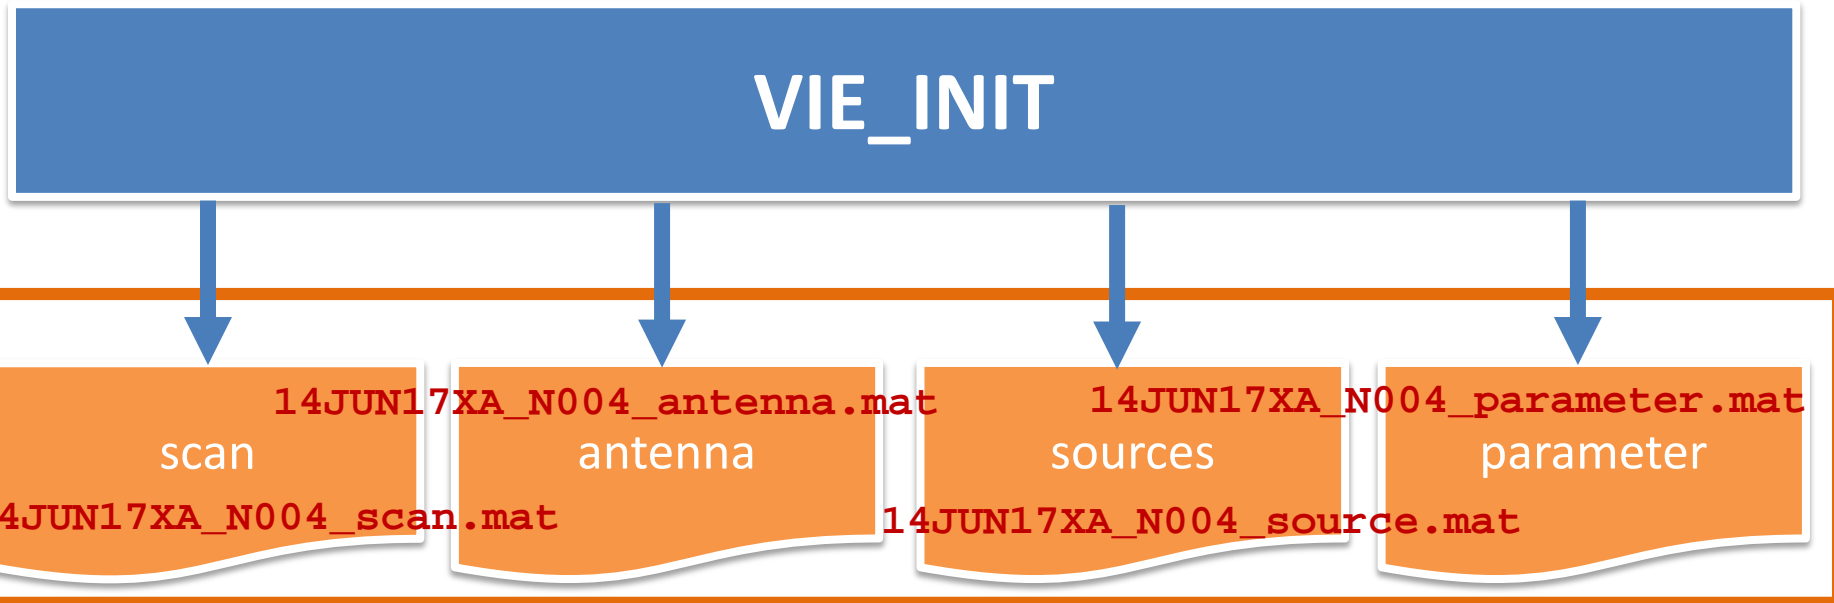 VIE_INIT
14JUN17XA_N004_antenna.mat
14JUN17XA_N004_parameter.mat
scan
antenna
sources
parameter
4JUN17XA_N004_scan.mat
14JUN17XA_N004_source.mat